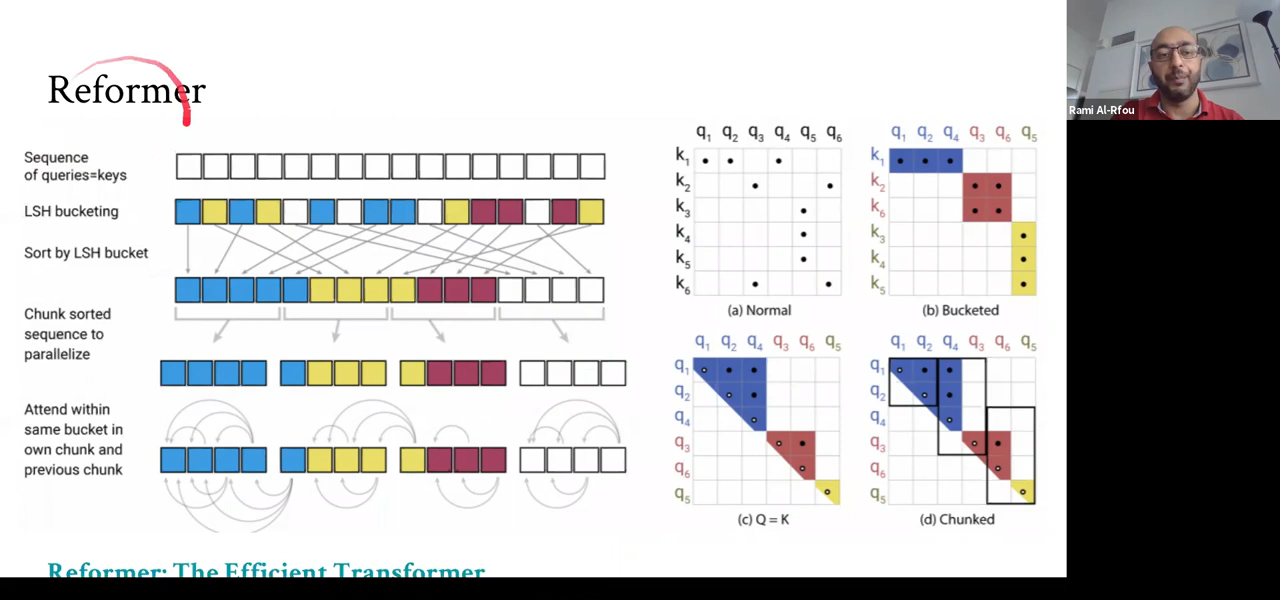 Reformer
Sequence
of queries=keys
LSH bucketing
Sort by LSH bucket
Chunk sorted
sequence to
parallelize
Attend within
same bucket in
own chunk and
previous chunk
q1 q2 q3 q4 q5 q6
k1
k2
k3
k4
k5
k6
(a) Normal
q1 q2 q4 q3 q6 q5
k1
k2
k6
k3
k4
k5
(b) Bucketed
q1 q2 q4 q3 q6 q5
q1
q2
q4
q3
q6
q5
(c) Q = K
q1 q2 q4 q3 q6 q5
q1
q2
q4
q3
q6
q5
(d) Chunked
Reformer: The Efficient Transformer
Rami Al-Rfou